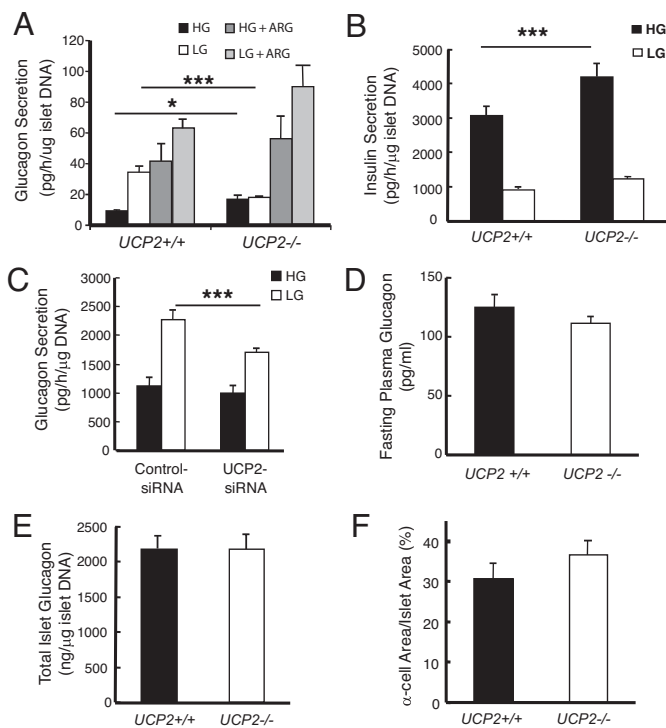 A
HG
HG + ARG
LG
LG + ARG
Glucagon Secretion
(pg/h/ug islet DNA)
120
100
80
60
40
20
0
***
*
UCP2+/+
UCP2-/-
B
HG
LG
Insulin Secretion
(pg/h/µg islet DNA)
5000
4000
3000
2000
1000
0
***
UCP2+/+
UCP2-/-
C
HG
LG
Glucagon Secretion
(pg/h/µg DNA)
3000
2500
2000
1500
1000
500
0
***
Control-
siRNA
UCP2-
siRNA
D
Fasting Plasma Glucagon
(pg/ml)
150
100
50
0
UCP2 +/+
UCP2 -/-
E
Total Islet Glucagon
(ng/µg islet DNA)
2500
2000
1500
1000
500
0
UCP2+/+
UCP2-/-
F
α-cell Area/Islet Area (%)
40
30
20
10
0
UCP2+/+
UCP2-/-